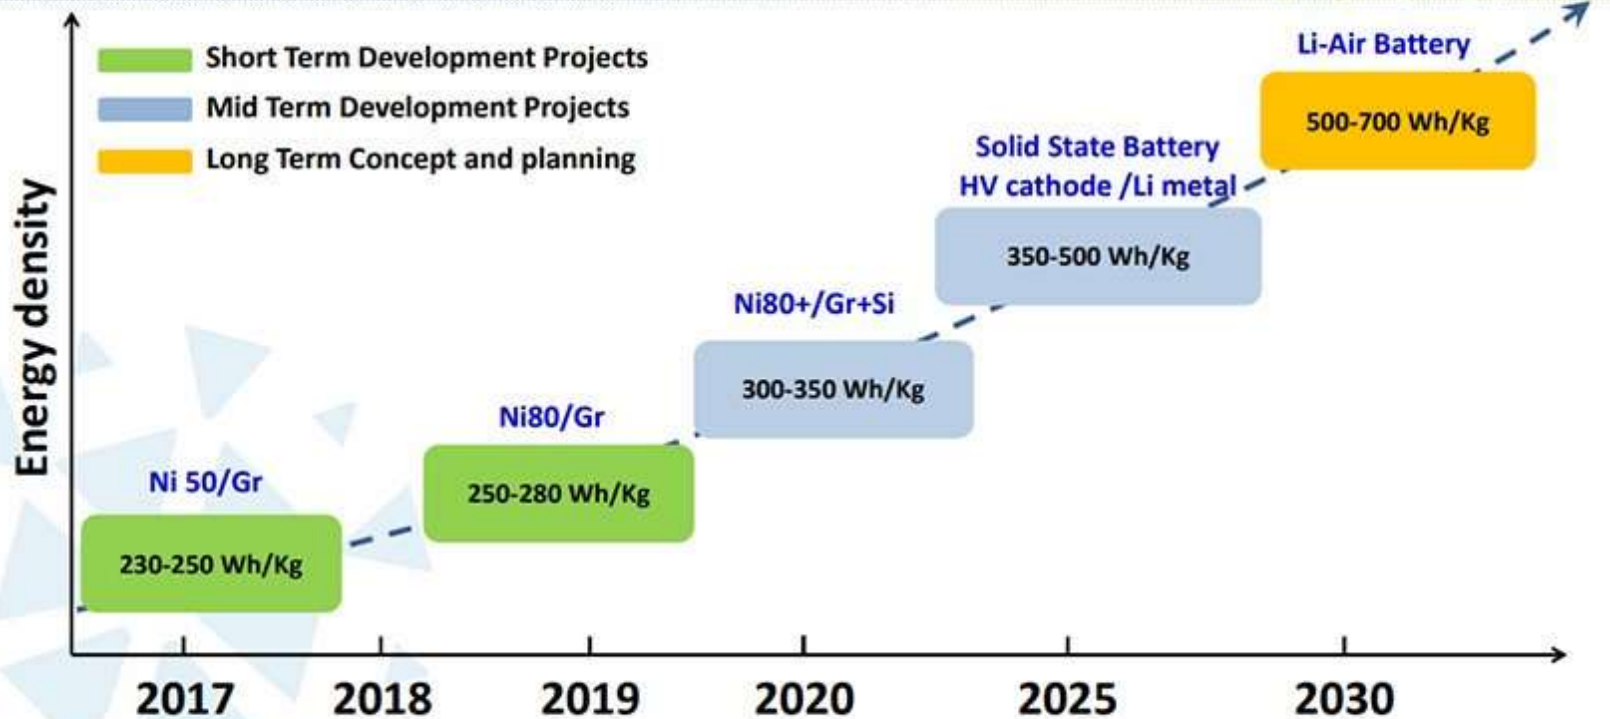 Short Term Development Projects
Mid Term Development Projects
Long Term Concept and planning
Energy density
Li-Air Battery
500-700 Wh/Kg
Solid State Battery
HV cathode /Li metal
350-500 Wh/Kg
Ni80+/Gr+Si
300-350 Wh/Kg
Ni80/Gr
250-280 Wh/Kg
Ni 50/Gr
230-250 Wh/Kg
2017 2018 2019 2020 2025 2030